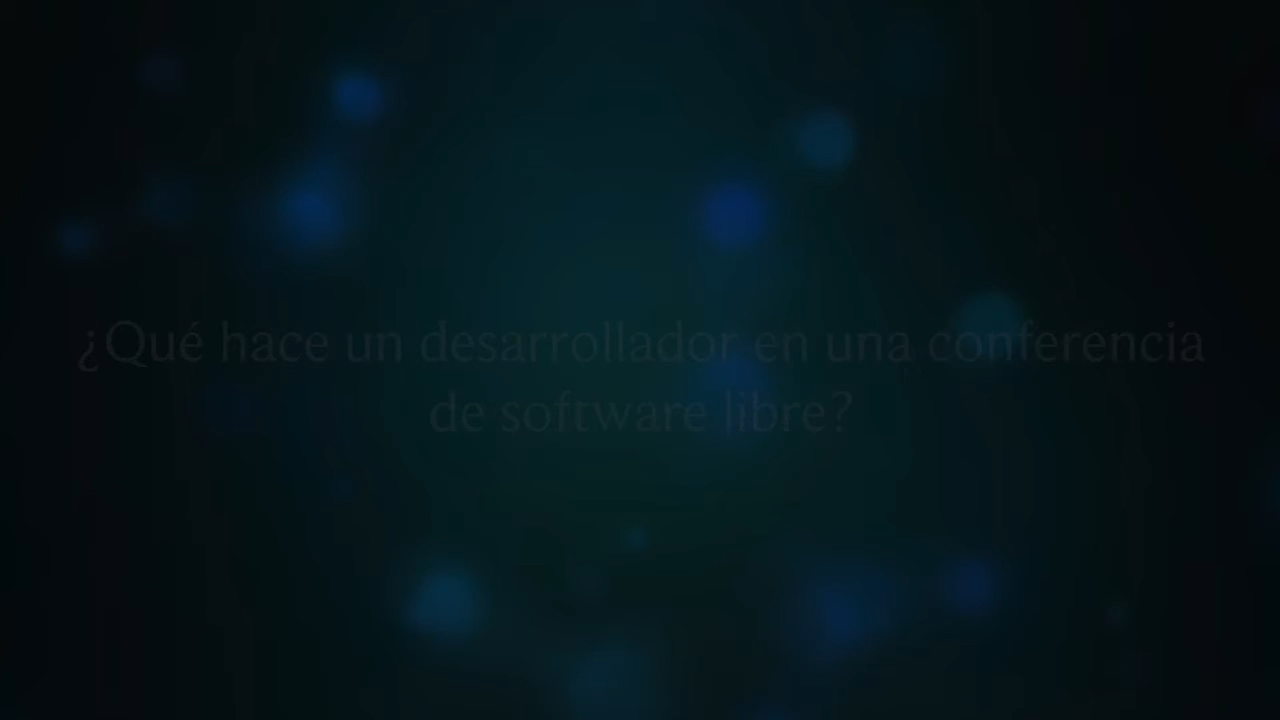 ¿Qué hace un desarrollador en una conferencia
de software libre?